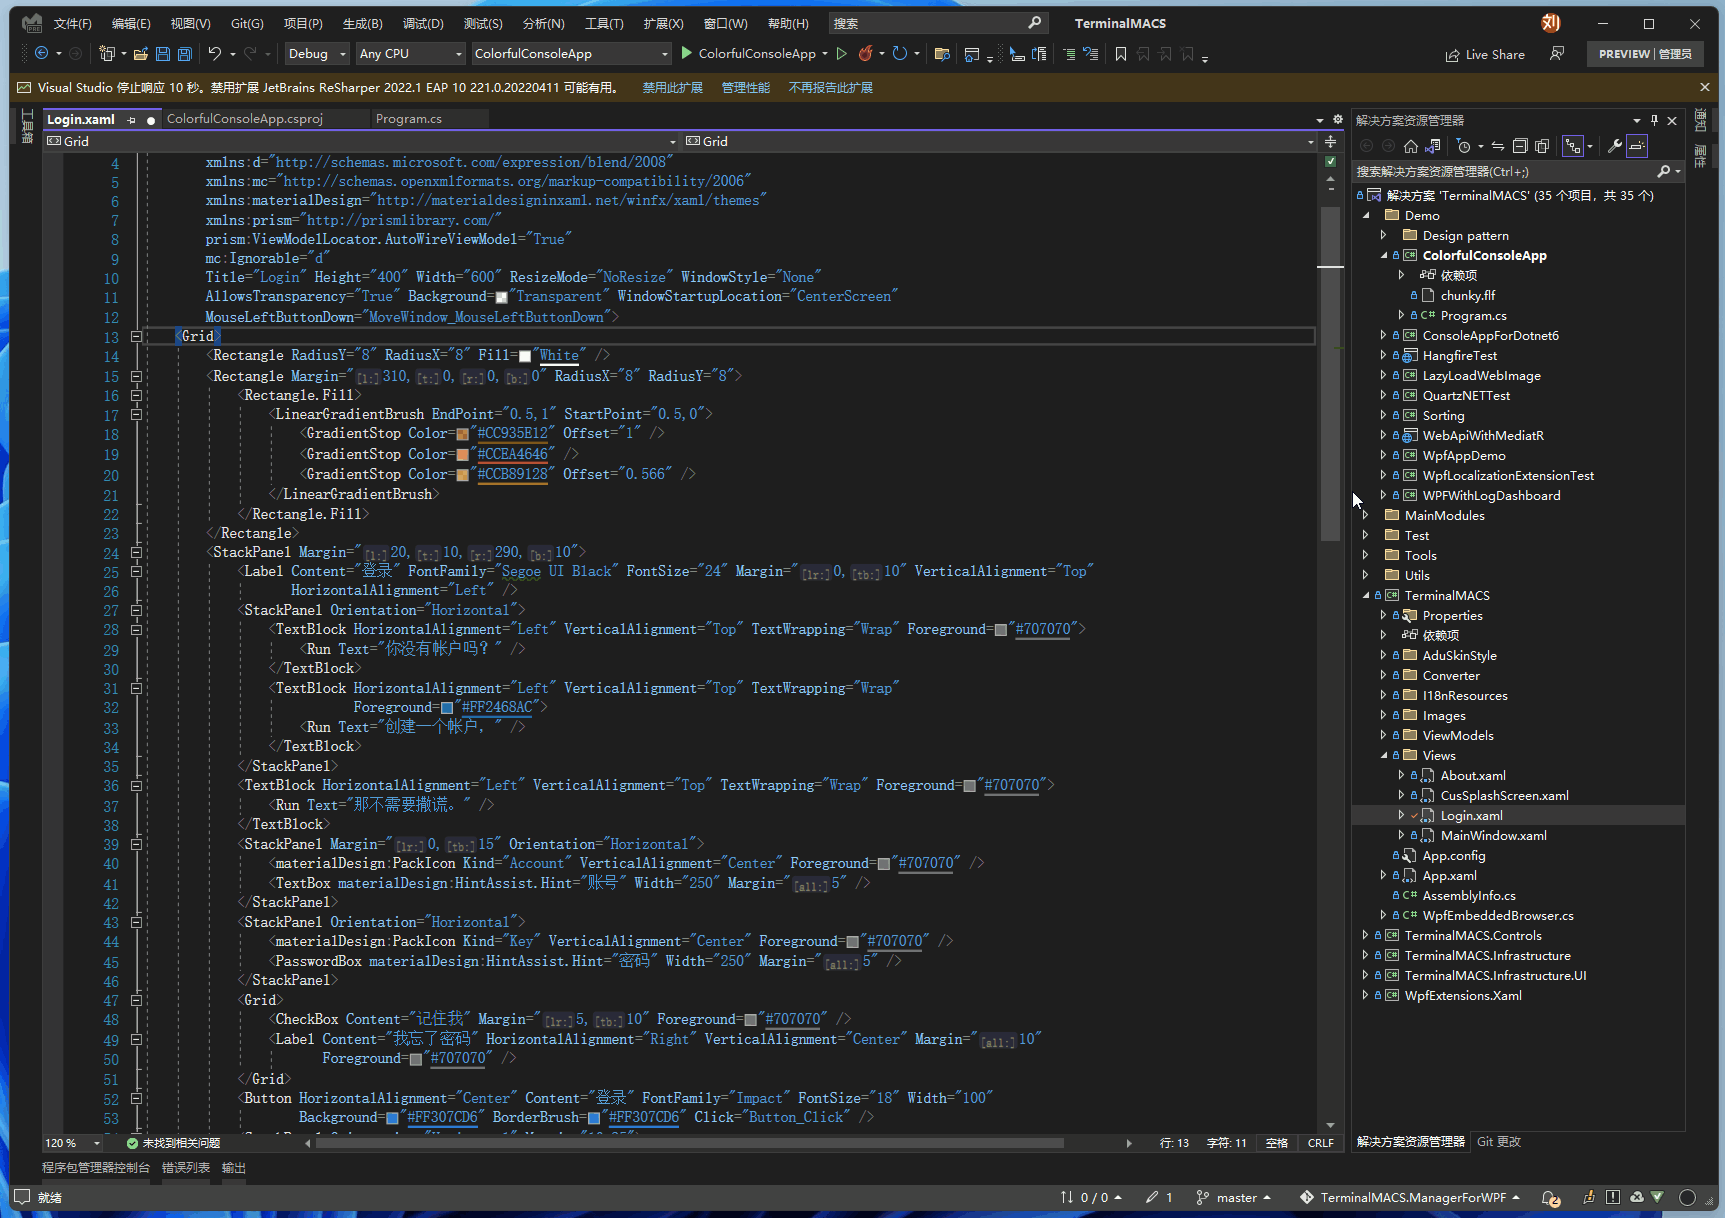 文件(F) 编辑(E) 视图(V) Git(G) 项目(P) 生成(B) 调试(D) 测试(S) 分析(N) 工具(T) 扩展(X) 窗口(W) 帮助(H) 搜索 TerminalMACS 刘
Debug Any CPU ColorfulConsoleApp ColorfulConsoleApp Live Share PREVIEW | 管理员
Visual Studio 停止响应 10 秒。禁用扩展 JetBrains ReSharper 2022.1 EAP 10 221.0.20220411 可能有用。 禁用此扩展 管理性能 不再报告此扩展
工具箱
Login.xaml ColorfulConsoleApp.csproj Program.cs
Grid Grid
4 xmlns:d="http://schemas.microsoft.com/expression/blend/2008"
5 xmlns:mc="http://schemas.openxmlformats.org/markup-compatibility/2006"
6 xmlns:materialDesign="http://materialdesigninxaml.net/winfx/xaml/themes"
7 xmlns:prism="http://prismlibrary.com/"
8 prism:ViewModelLocator.AutoWireViewModel="True"
9 mc:Ignorable="d"
10 Title="Login" Height="400" Width="600" ResizeMode="NoResize" WindowStyle="None"
11 AllowsTransparency="True" Background="Transparent" WindowStartupLocation="CenterScreen"
12 MouseLeftButtonDown="MoveWindow_MouseLeftButtonDown">
13 <Grid>
14 <Rectangle RadiusY="8" RadiusX="8" Fill="White" />
15 <Rectangle Margin="[l:]310,[t:]0,[r:]0,[b:]0" RadiusX="8" RadiusY="8">
16 <Rectangle.Fill>
17 <LinearGradientBrush EndPoint="0.5,1" StartPoint="0.5,0">
18 <GradientStop Color="#CC935E12" Offset="1" />
19 <GradientStop Color="#CCEA4646" />
20 <GradientStop Color="#CCB89128" Offset="0.566" />
21 </LinearGradientBrush>
22 </Rectangle.Fill>
23 </Rectangle>
24 <StackPanel Margin="[l:]20,[t:]10,[r:]290,[b:]10">
25 <Label Content="登录" FontFamily="Segoe UI Black" FontSize="24" Margin="[lr:]0,[tb:]10" VerticalAlignment="Top"
26 HorizontalAlignment="Left" />
27 <StackPanel Orientation="Horizontal">
28 <TextBlock HorizontalAlignment="Left" VerticalAlignment="Top" TextWrapping="Wrap" Foreground="#707070">
29 <Run Text="你没有帐户吗？" />
30 </TextBlock>
31 <TextBlock HorizontalAlignment="Left" VerticalAlignment="Top" TextWrapping="Wrap"
32 Foreground="#FF2468AC">
33 <Run Text="创建一个帐户，" />
34 </TextBlock>
35 </StackPanel>
36 <TextBlock HorizontalAlignment="Left" VerticalAlignment="Top" TextWrapping="Wrap" Foreground="#707070">
37 <Run Text="那不需要撒谎。" />
38 </TextBlock>
39 <StackPanel Margin="[lr:]0,[tb:]15" Orientation="Horizontal">
40 <materialDesign:PackIcon Kind="Account" VerticalAlignment="Center" Foreground="#707070" />
41 <TextBox materialDesign:HintAssist.Hint="账号" Width="250" Margin="[all:]5" />
42 </StackPanel>
43 <StackPanel Orientation="Horizontal">
44 <materialDesign:PackIcon Kind="Key" VerticalAlignment="Center" Foreground="#707070" />
45 <PasswordBox materialDesign:HintAssist.Hint="密码" Width="250" Margin="[all:]5" />
46 </StackPanel>
47 <Grid>
48 <CheckBox Content="记住我" Margin="[lr:]5,[tb:]10" Foreground="#707070" />
49 <Label Content="我忘了密码" HorizontalAlignment="Right" VerticalAlignment="Center" Margin="[all:]10"
50 Foreground="#707070" />
51 </Grid>
52 <Button HorizontalAlignment="Center" Content="登录" FontFamily="Impact" FontSize="18" Width="100"
53 Background="#FF307CD6" BorderBrush="#FF307CD6" Click="Button_Click" />
120 % 未找到相关问题 行: 13 字符: 11 空格 CRLF
程序包管理器控制台 错误列表 输出
解决方案资源管理器
搜索解决方案资源管理器(Ctrl+;)
解决方案 'TerminalMACS' (35 个项目，共 35 个)
Demo
Design pattern
ColorfulConsoleApp
依赖项
chunky.flf
C# Program.cs
C# ConsoleAppForDotnet6
HangfireTest
C# LazyLoadWebImage
C# QuartzNETTest
C# Sorting
WebApiWithMediatR
C# WpfAppDemo
C# WpfLocalizationExtensionTest
C# WPFWithLogDashboard
MainModules
Test
Tools
Utils
C# TerminalMACS
Properties
依赖项
AduSkinStyle
Converter
I18nResources
Images
ViewModels
Views
About.xaml
CusSplashScreen.xaml
Login.xaml
MainWindow.xaml
App.config
App.xaml
C# AssemblyInfo.cs
C# WpfEmbeddedBrowser.cs
C# TerminalMACS.Controls
C# TerminalMACS.Infrastructure
C# TerminalMACS.Infrastructure.UI
C# WpfExtensions.Xaml
解决方案资源管理器 Git 更改
通知
属性
就绪 0 / 0 1 master TerminalMACS.ManagerForWPF 2